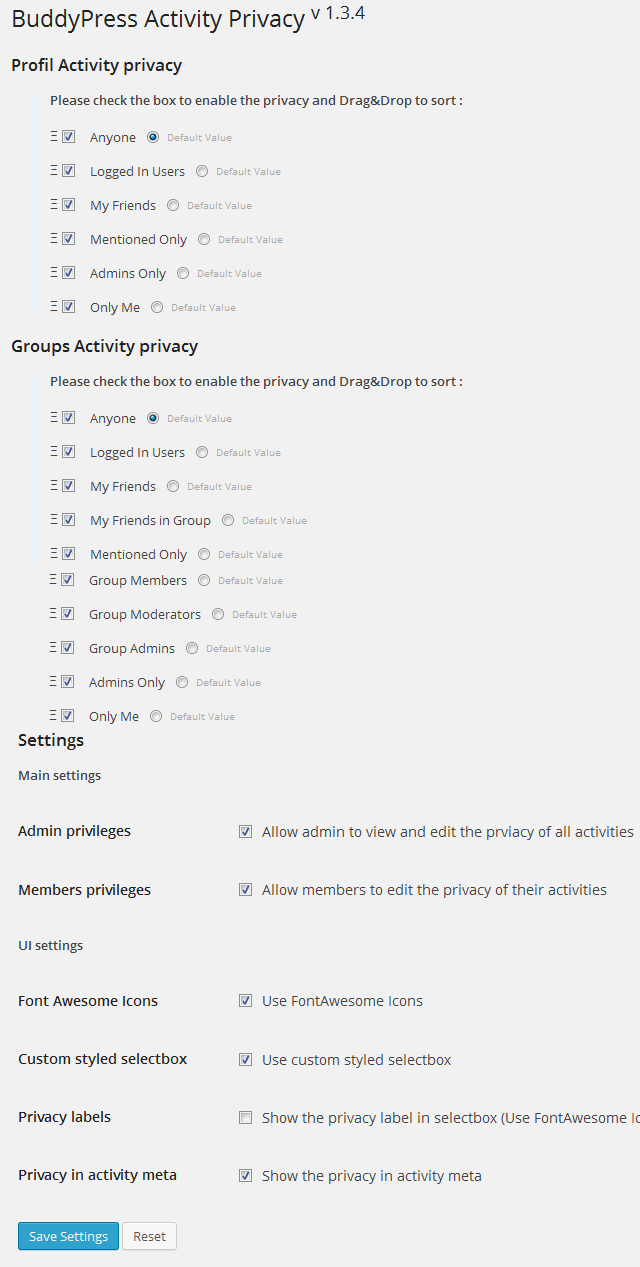 BuddyPress Activity Privacy v 1.3.4
Profil Activity privacy
Please check the box to enable the privacy and Drag&Drop to sort :
Anyone Default Value
Logged In Users Default Value
My Friends Default Value
Mentioned Only Default Value
Admins Only Default Value
Only Me Default Value
Groups Activity privacy
Please check the box to enable the privacy and Drag&Drop to sort :
Anyone Default Value
Logged In Users Default Value
My Friends Default Value
My Friends in Group Default Value
Mentioned Only Default Value
Group Members Default Value
Group Moderators Default Value
Group Admins Default Value
Admins Only Default Value
Only Me Default Value
Settings
Main settings
Admin privileges Allow admin to view and edit the prviacy of all activities
Members privileges Allow members to edit the privacy of their activities
UI settings
Font Awesome Icons Use FontAwesome Icons
Custom styled selectbox Use custom styled selectbox
Privacy labels Show the privacy label in selectbox (Use FontAwesome
Privacy in activity meta Show the privacy in activity meta
Save Settings Reset